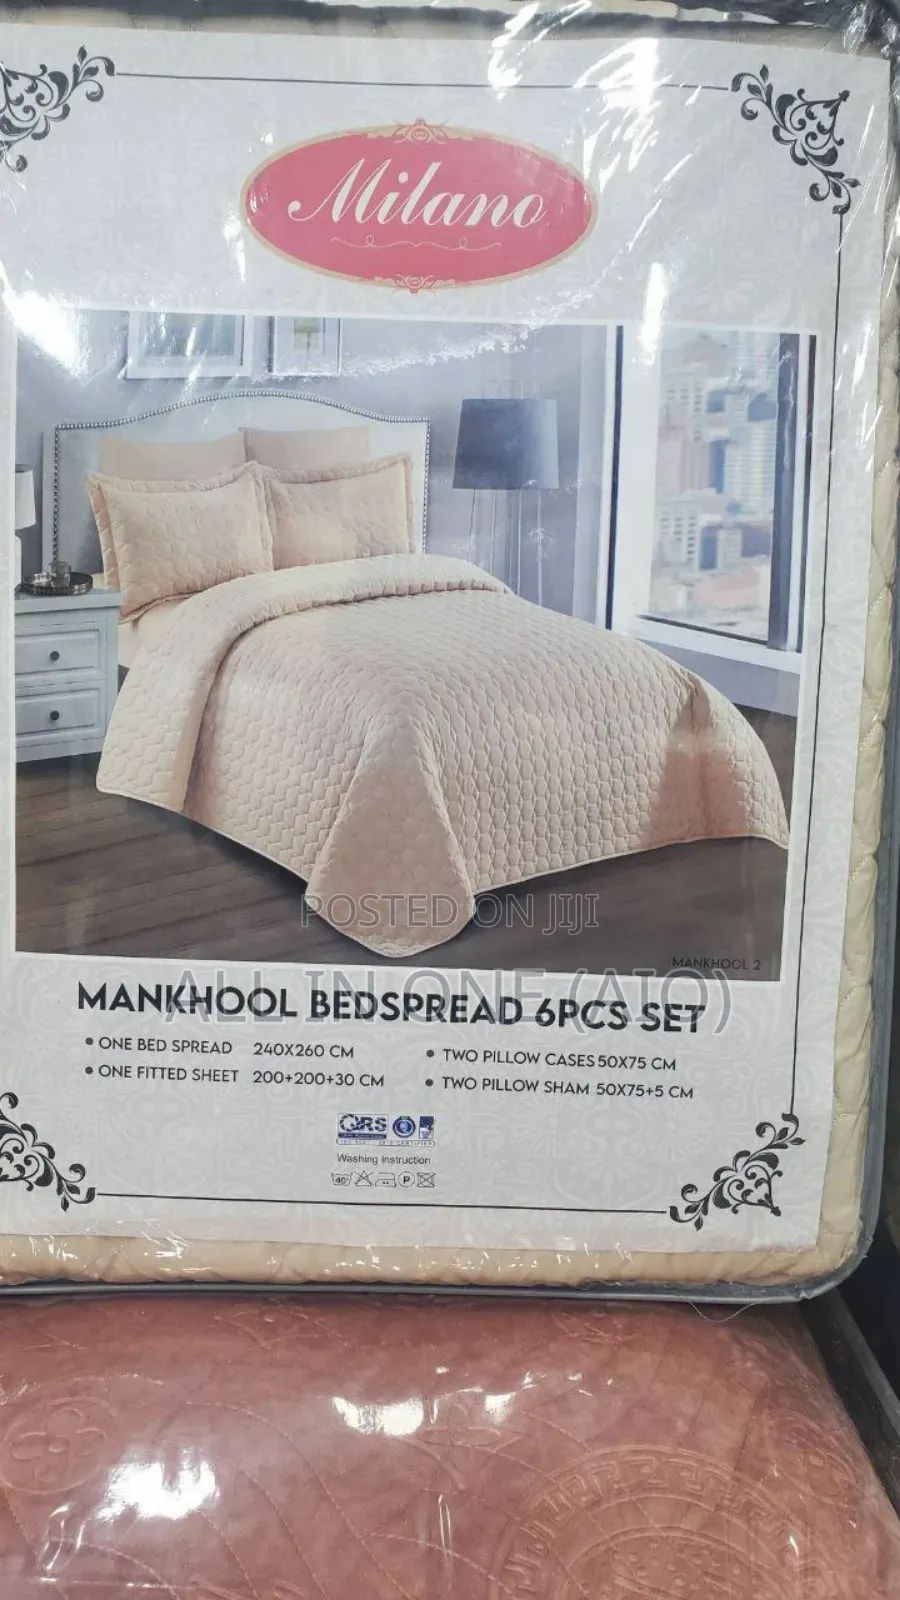 Milano
POSTED ON JIJI
MANKHOOL 2
ALL IN ONE (AIO)
MANKHOOL BEDSPREAD 6PCS SET
• ONE BED SPREAD 240X260 CM
• TWO PILLOW CASES 50X75 CM
• ONE FITTED SHEET 200+200+30 CM
• TWO PILLOW SHAM 50X75+5 CM
QRS
Washing instruction
40° P